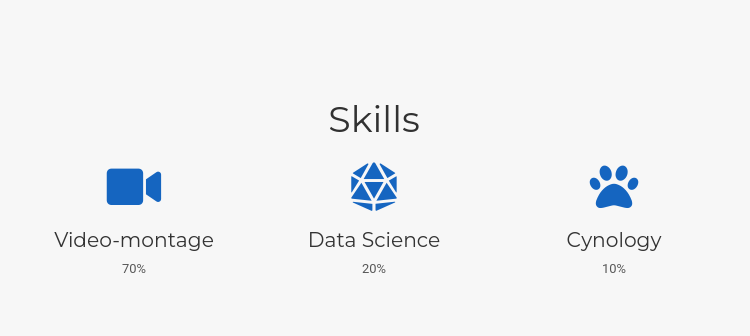 Skills
Video-montage
70%
Data Science
20%
Cynology
10%